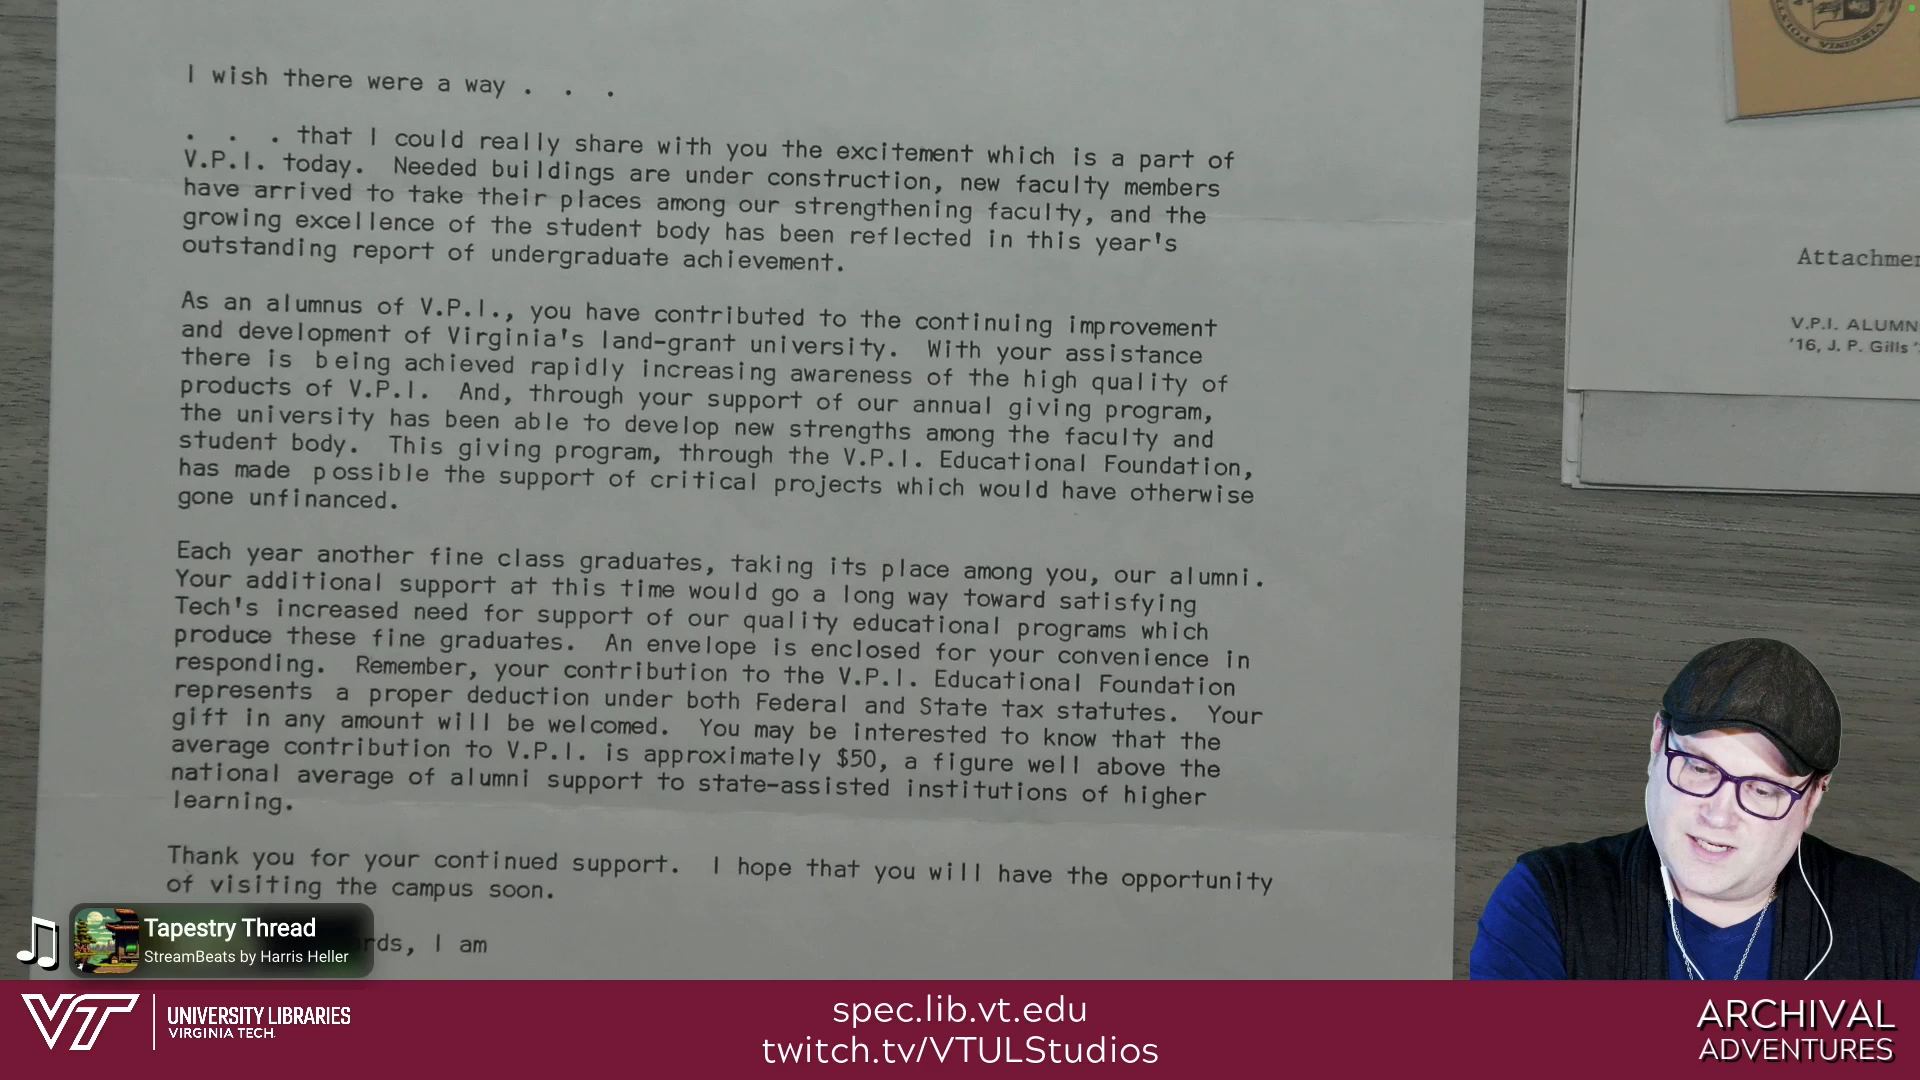 I wish there were a way . . .
. . . that I could really share with you the excitement which is a part of
V.P.I. today. Needed buildings are under construction, new faculty members
have arrived to take their places among our strengthening faculty, and the
growing excellence of the student body has been reflected in this year's
outstanding report of undergraduate achievement.
As an alumnus of V.P.I., you have contributed to the continuing improvement
and development of Virginia's land-grant university. With your assistance
there is being achieved rapidly increasing awareness of the high quality of
products of V.P.I. And, through your support of our annual giving program,
the university has been able to develop new strengths among the faculty and
student body. This giving program, through the V.P.I. Educational Foundation,
has made possible the support of critical projects which would have otherwise
gone unfinanced.
Each year another fine class graduates, taking its place among you, our alumni.
Your additional support at this time would go a long way toward satisfying
Tech's increased need for support of our quality educational programs which
produce these fine graduates. An envelope is enclosed for your convenience in
responding. Remember, your contribution to the V.P.I. Educational Foundation
represents a proper deduction under both Federal and State tax statutes. Your
gift in any amount will be welcomed. You may be interested to know that the
average contribution to V.P.I. is approximately $50, a figure well above the
national average of alumni support to state-assisted institutions of higher
learning.
Thank you for your continued support. I hope that you will have the opportunity
of visiting the campus soon.
rds, I am
Attachmen
V.P.I. ALUMN
'16, J. P. Gills '
Tapestry Thread
StreamBeats by Harris Heller
VT
UNIVERSITY LIBRARIES
VIRGINIA TECH.
spec.lib.vt.edu
twitch.tv/VTULStudios
ARCHIVAL
ADVENTURES